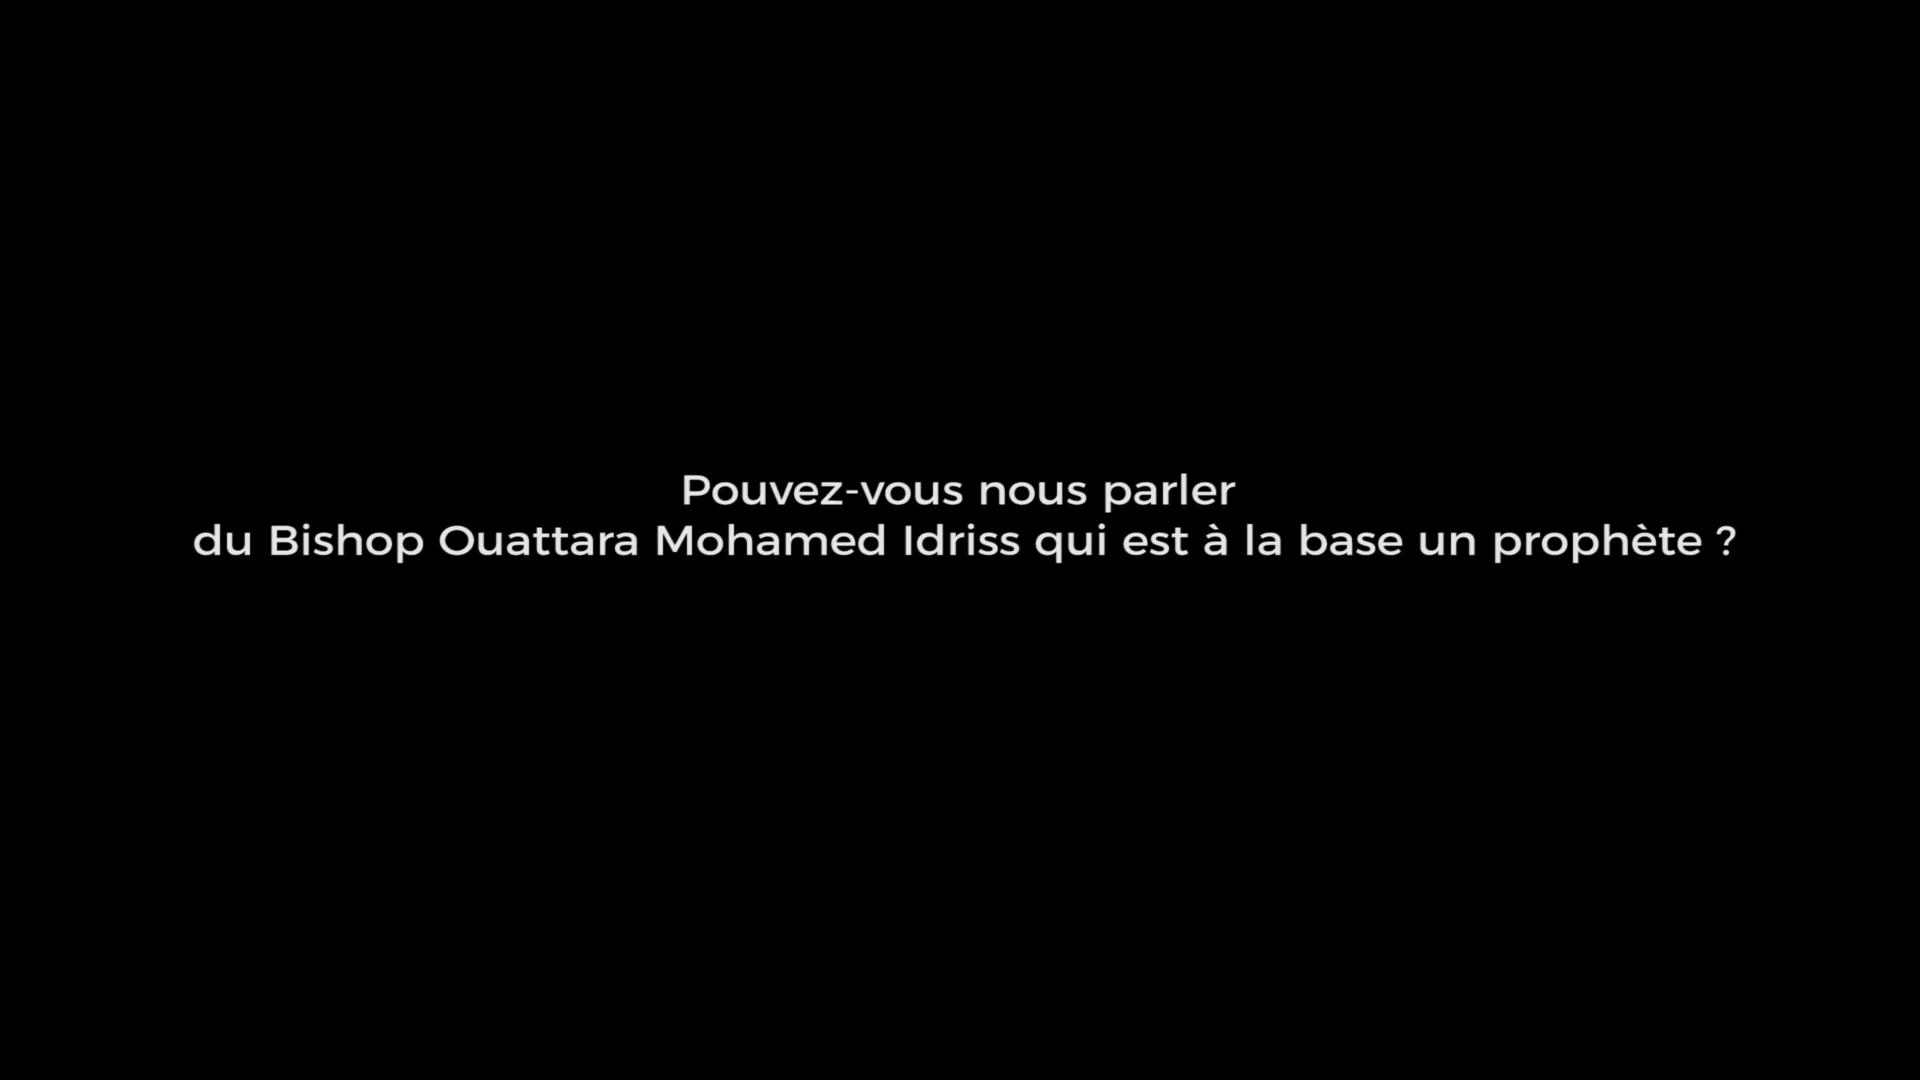 Pouvez-vous nous parler
du Bishop Ouattara Mohamed Idriss qui est à la base un prophète ?